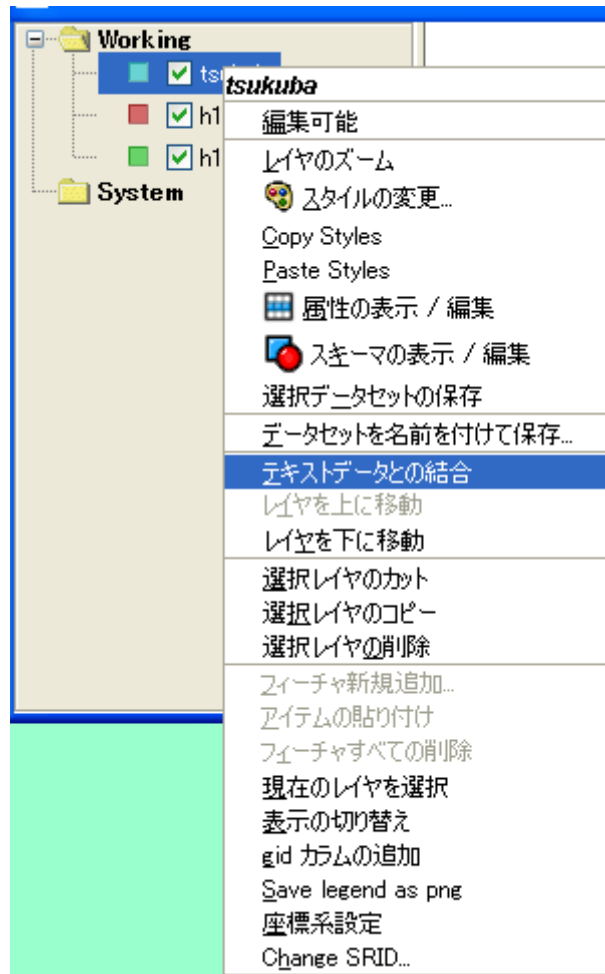 Working
tsukuba
編集可能
h1
レイヤのズーム
h1
System
スタイルの変更...
Copy Styles
Paste Styles
属性の表示 / 編集
スキーマの表示 / 編集
選択データセットの保存
データセットを名前を付けて保存...
テキストデータとの結合
レイヤを上に移動
レイヤを下に移動
選択レイヤのカット
選択レイヤのコピー
選択レイヤの削除
フィーチャ新規追加...
アイテムの貼り付け
フィーチャすべての削除
現在のレイヤを選択
表示の切り替え
gid カラムの追加
Save legend as png
座標系設定
Change SRID...